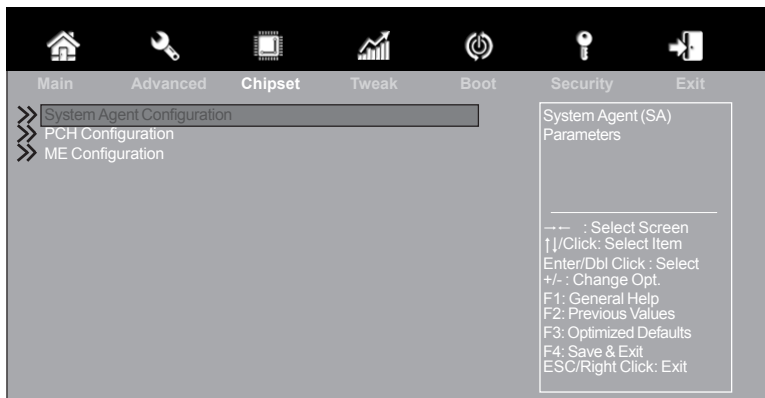 Main Advanced Chipset Tweak Boot Security Exit
System Agent Configuration
PCH Configuration
ME Configuration
System Agent (SA)
Parameters
→← : Select Screen
↑↓/Click: Select Item
Enter/Dbl Click : Select
+/- : Change Opt.
F1: General Help
F2: Previous Values
F3: Optimized Defaults
F4: Save & Exit
ESC/Right Click: Exit